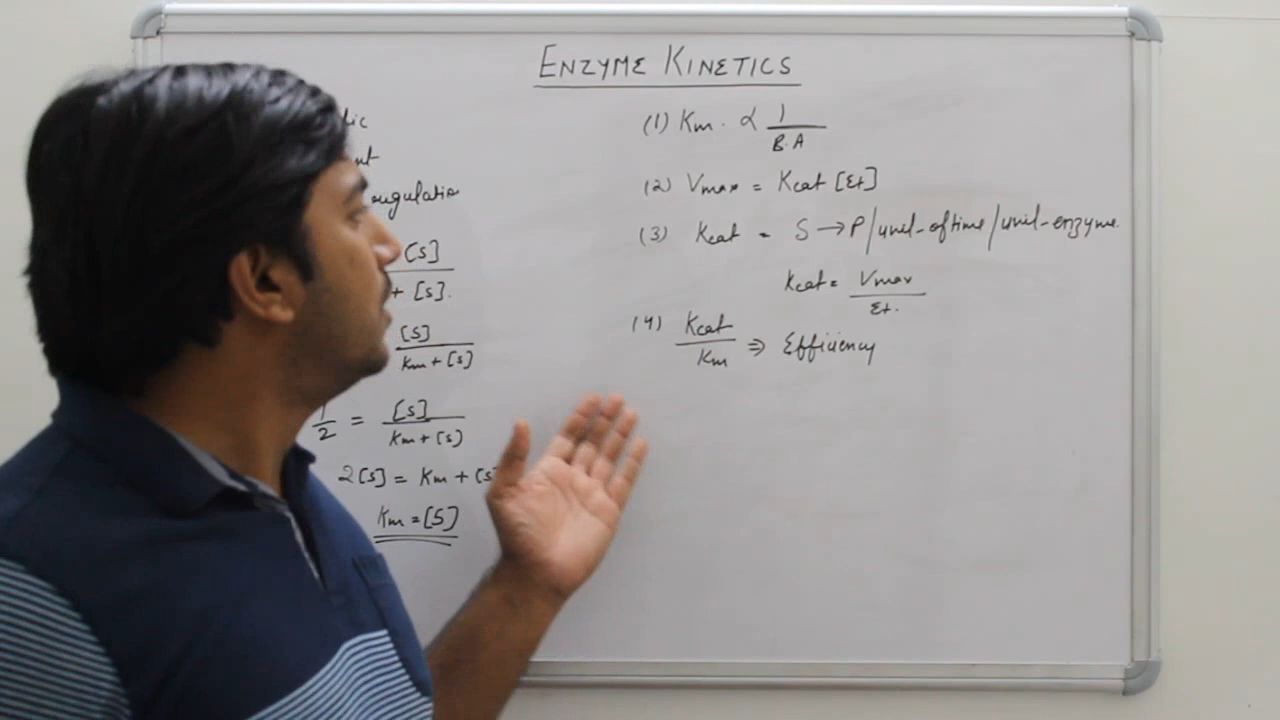 ENZYME KINETICS
[S]
+ [S].
[S]
Km + [S]
1/2 = [S] / Km + [S]
2[S] = Km + [S]
Km = [S]
(1) Km. ∝ 1 / B.A
(2) Vmax = Kcat [Et]
(3) Kcat = S → P/unit-of time/unit-enzyme.
Kcat = Vmax / Et.
(4) Kcat / Km ⇒ Efficiency